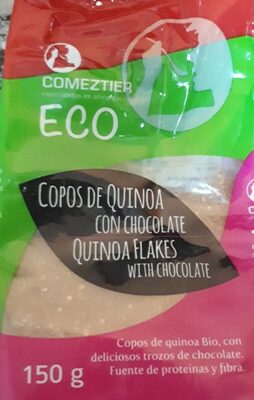 COMEZTIER
especialistas en alimentación
ECO
COPOS DE QUINOA
CON CHOCOLATE
QUINOA FLAKES
WITH CHOCOLATE
COMEZ
Copos de quinoa Bio, con
deliciosos trozos de chocolate.
Fuente de proteínas y fibra.
150 g